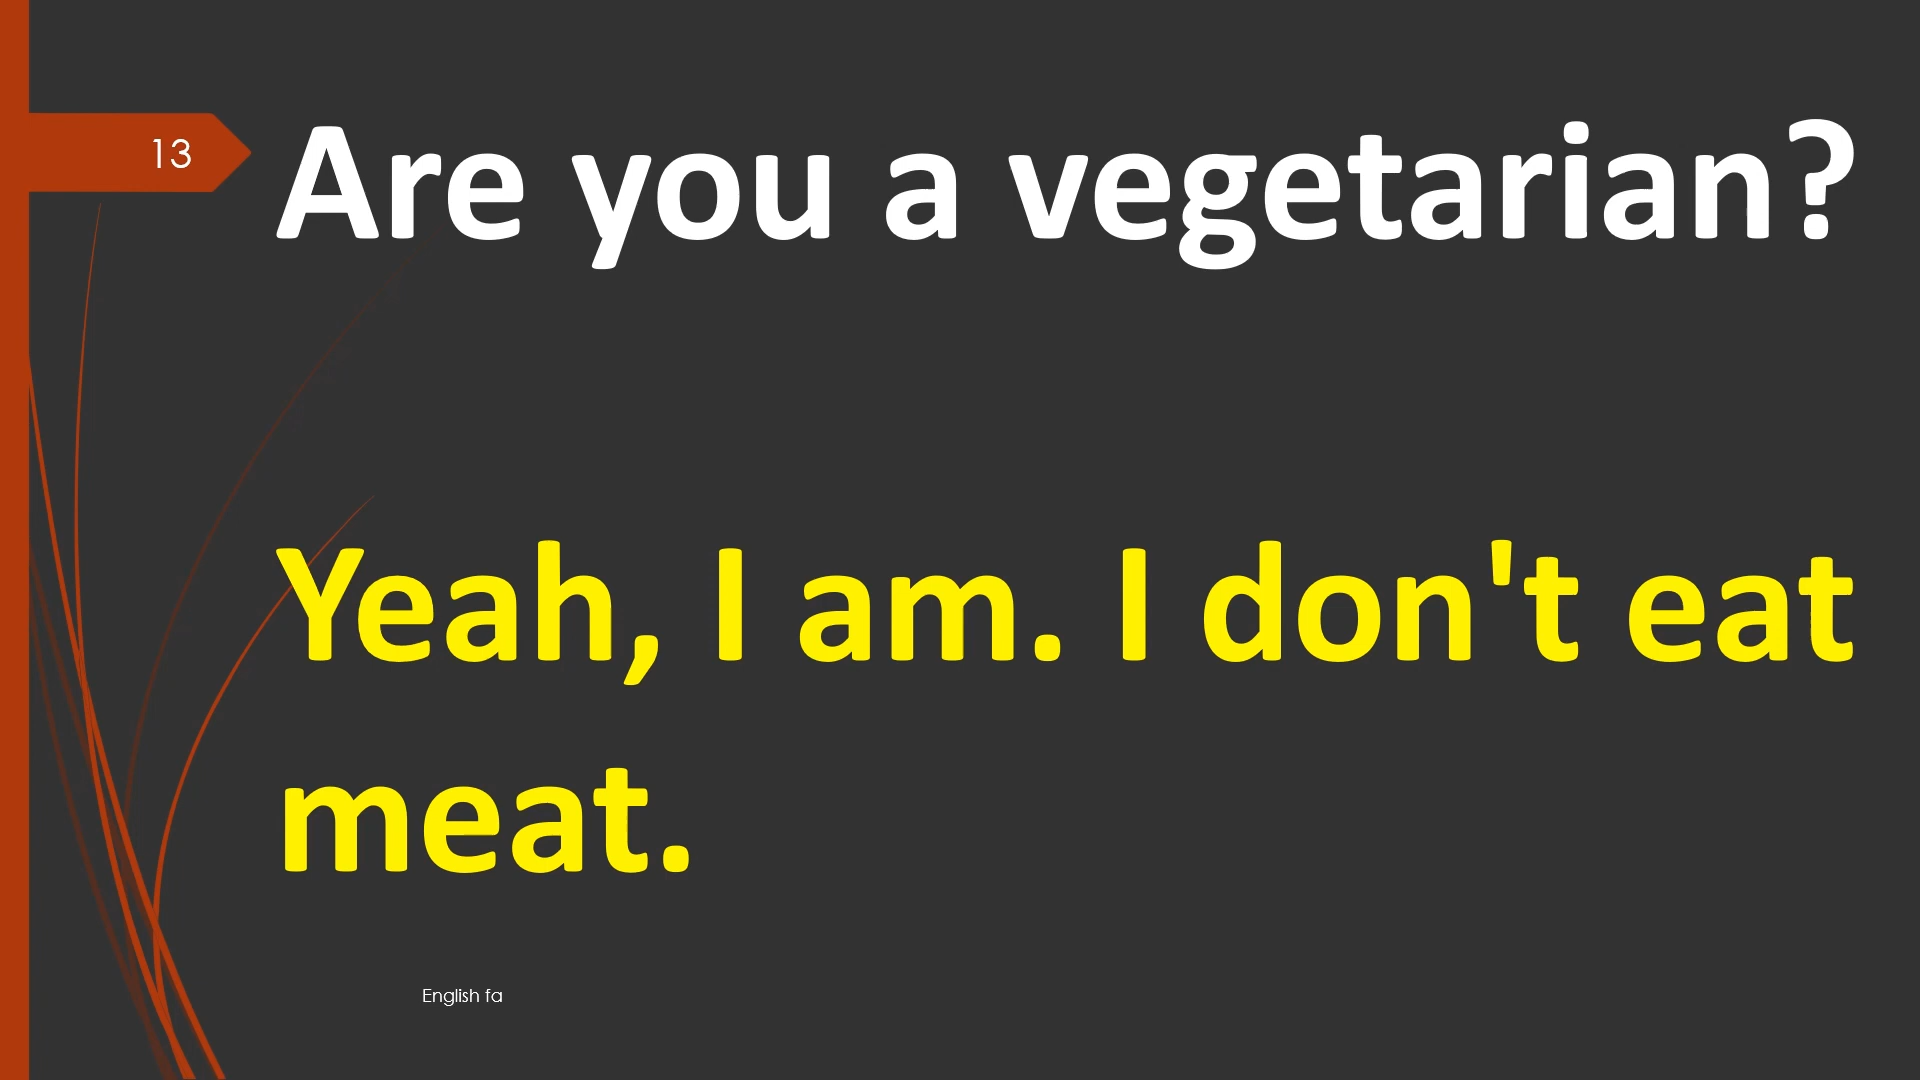 13
Are you a vegetarian?
Yeah, I am. I don't eat
meat.
English fa